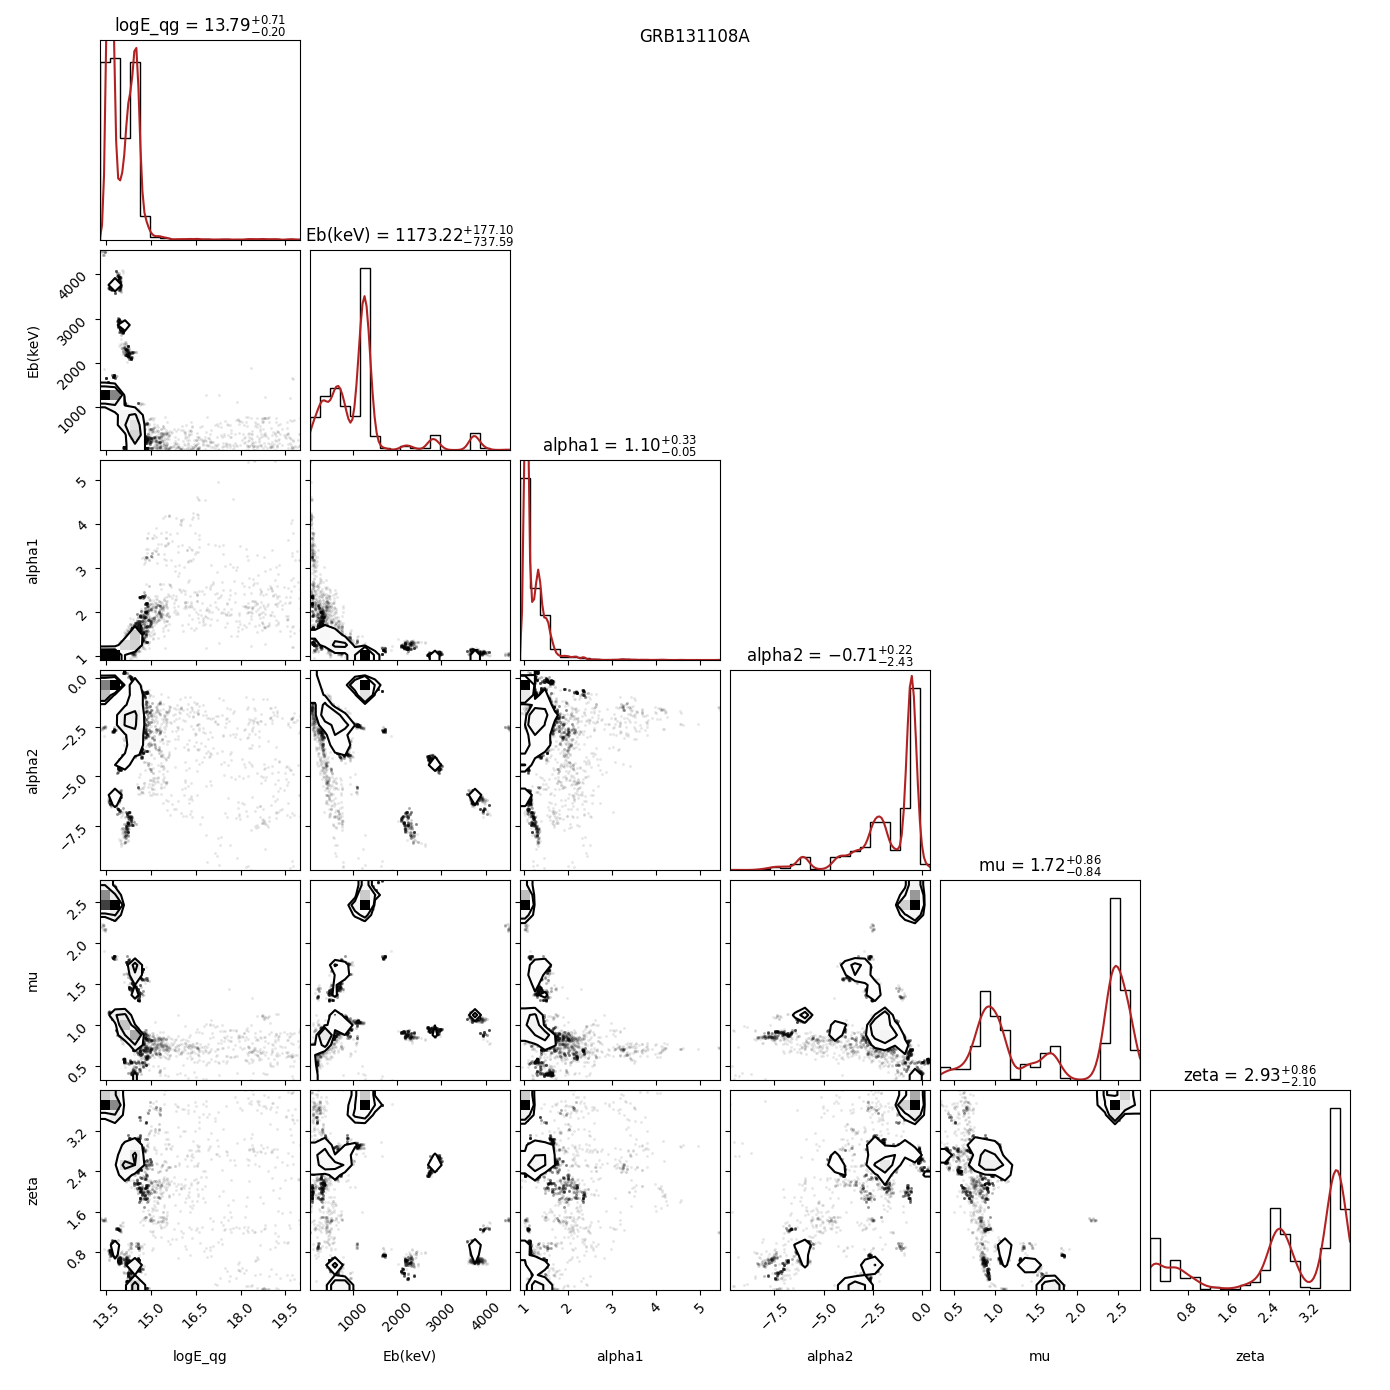 GRB131108A
logE_qg = 13.79+0.71−0.20
Eb(keV) = 1173.22+177.10−737.59
Eb(keV)
4000
3000
2000
1000
alpha1 = 1.10+0.33−0.05
alpha1
5
4
3
2
1
alpha2 = −0.71+0.22−2.43
alpha2
0.0
−2.5
−5.0
−7.5
mu = 1.72+0.86−0.84
mu
2.5
2.0
1.5
1.0
0.5
zeta = 2.93+0.86−2.10
zeta
3.2
2.4
1.6
0.8
13.5 15.0 16.5 18.0 19.5
1000 2000 3000 4000
1 2 3 4 5
−7.5 −5.0 −2.5 0.0
0.5 1.0 1.5 2.0 2.5
0.8 1.6 2.4 3.2
logE_qg Eb(keV) alpha1 alpha2 mu zeta